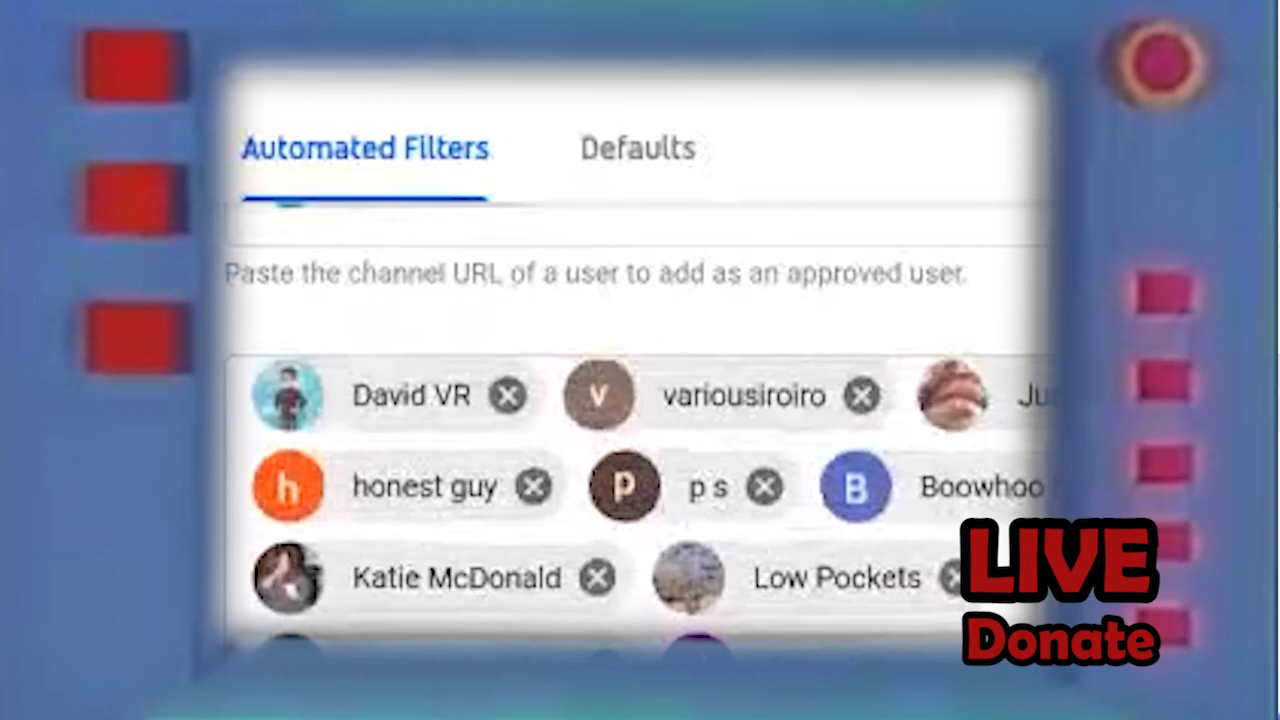 Automated Filters Defaults
Paste the channel URL of a user to add as an approved user.
David VR v variousiroiro
h honest guy p p s B Boowhoo
Katie McDonald Low Pockets
LIVE
Donate